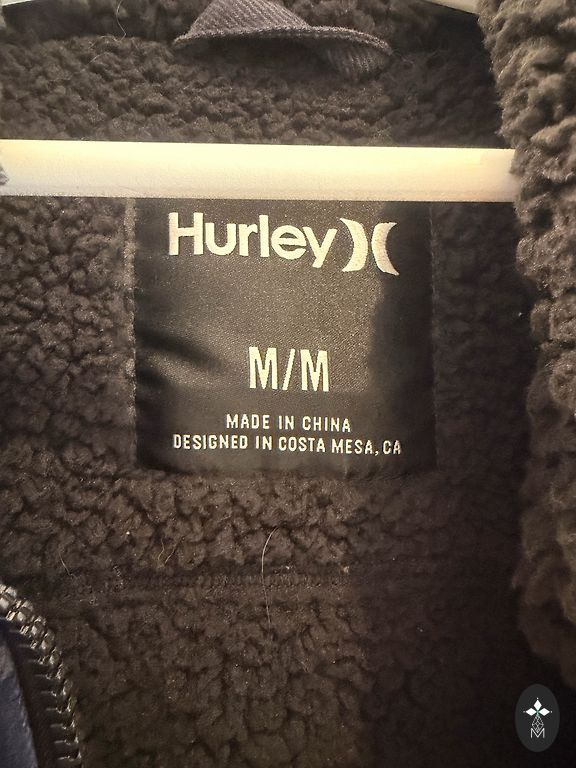 Hurley
M/M
MADE IN CHINA
DESIGNED IN COSTA MESA, CA
M